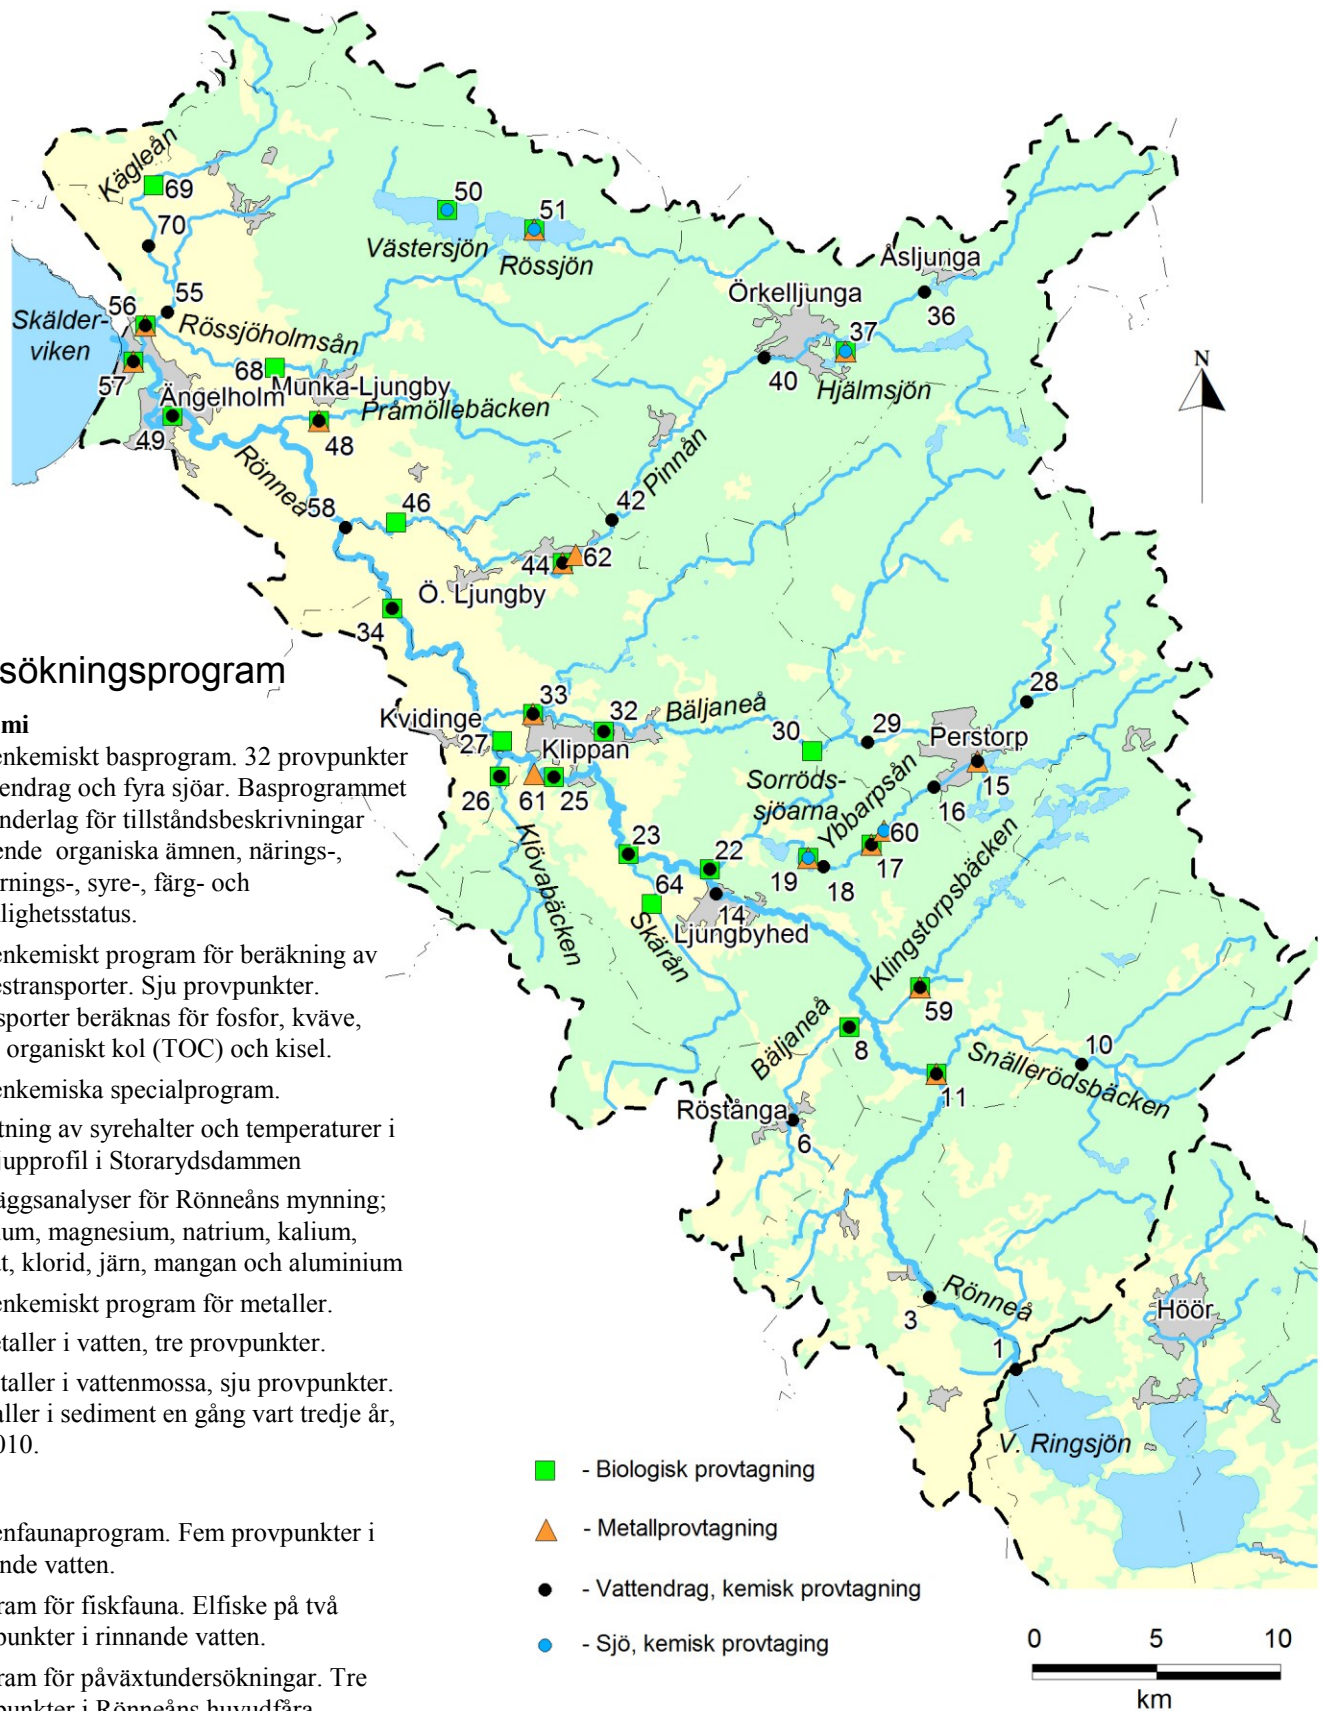 Kägleån
69
70
50
51
Västersjön
Rössjön
Åsljunga
Örkelljunga
36
37
40
Hjälmsjön
55
56
Skälder-
viken
Rössjöholmsån
57
68
Munka-Ljungby
Ängelholm
Pramöllebäcken
49
48
Rönneå
58
46
42
Pinnån
44
62
Ö. Ljungby
34
N
sökningsprogram
mi
enkemiskt basprogram. 32 provpunkter
endrag och fyra sjöar. Basprogrammet
nderlag för tillståndsbeskrivningar
ende organiska ämnen, närings-,
rnings-, syre-, färg- och
lighetsstatus.
enkemiskt program för beräkning av
estransporter. Sju provpunkter.
sporter beräknas för fosfor, kväve,
organiskt kol (TOC) och kisel.
enkemiska specialprogram.
tning av syrehalter och temperaturer i
jupprofil i Storarydsdammen
äggsanalyser för Rönneåns mynning;
ium, magnesium, natrium, kalium,
at, klorid, järn, mangan och aluminium
enkemiskt program för metaller.
etaller i vatten, tre provpunkter.
taller i vattenmossa, sju provpunkter.
aller i sediment en gång vart tredje år,
010.
enfaunaprogram. Fem provpunkter i
nde vatten.
ram för fiskfauna. Elfiske på två
punkter i rinnande vatten.
ram för påväxtundersökningar. Tre
punkter i Rönneåns huvudfåra
33
32
Bäljaneå
28
Kvidinge
27
Klippan
30
29
Perstorp
26
61
25
Sorröds-
sjöarna
Ybbarpsån
16
15
Klövabäcken
23
22
60
19
18
17
64
14
Ljungbyhed
Skärån
Klingstorpsbäcken
59
Bäljaneå
8
10
Snällerödsbäcken
11
Röstånga
6
3
Rönneå
1
Höör
V. Ringsjön
- Biologisk provtagning
- Metallprovtagning
- Vattendrag, kemisk provtagning
- Sjö, kemisk provtaging
0 5 10
km